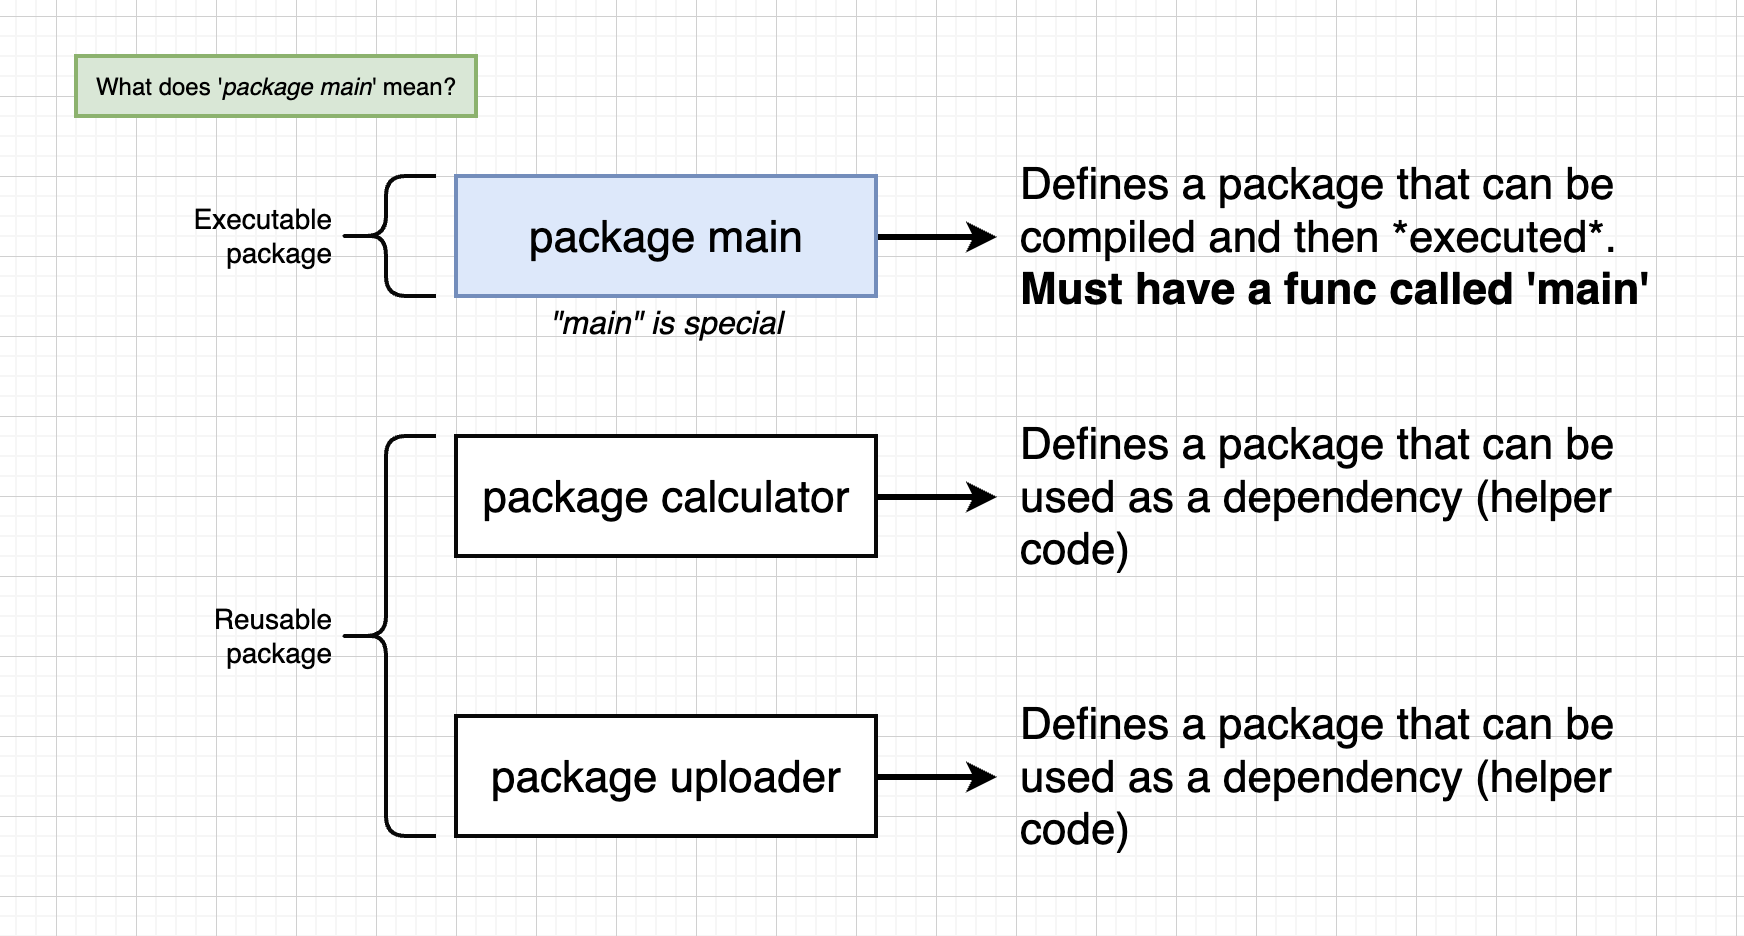 What does 'package main' mean?
Executable
package
package main
"main" is special
Defines a package that can be
compiled and then *executed*.
Must have a func called 'main'
Reusable
package
package calculator
Defines a package that can be
used as a dependency (helper
code)
package uploader
Defines a package that can be
used as a dependency (helper
code)